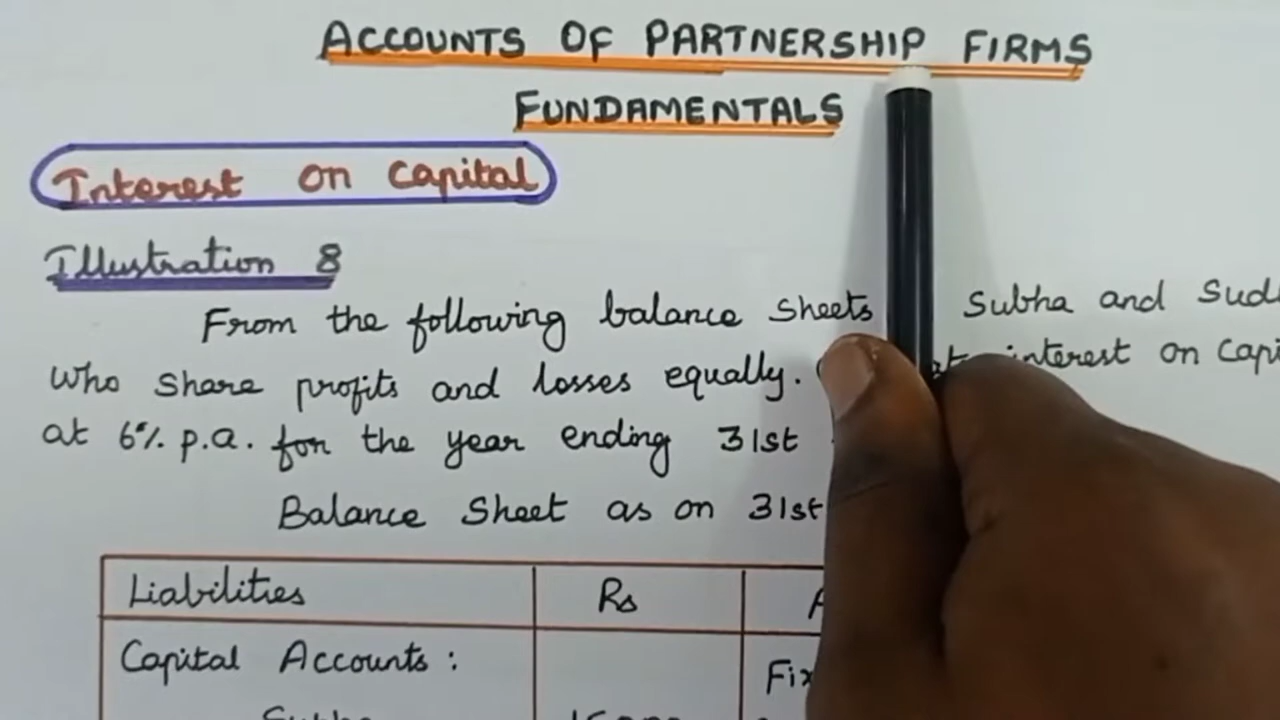 ACCOUNTS OF PARTNERSHIP FIRMS
FUNDAMENTALS
Interest on Capital
Illustration 8
From the following balance sheets Subha and
who share profits and losses equally. interest on
at 6% p.a. for the year ending 31st
Balance Sheet as on 31st
Liabilities Rs
Capital Accounts: